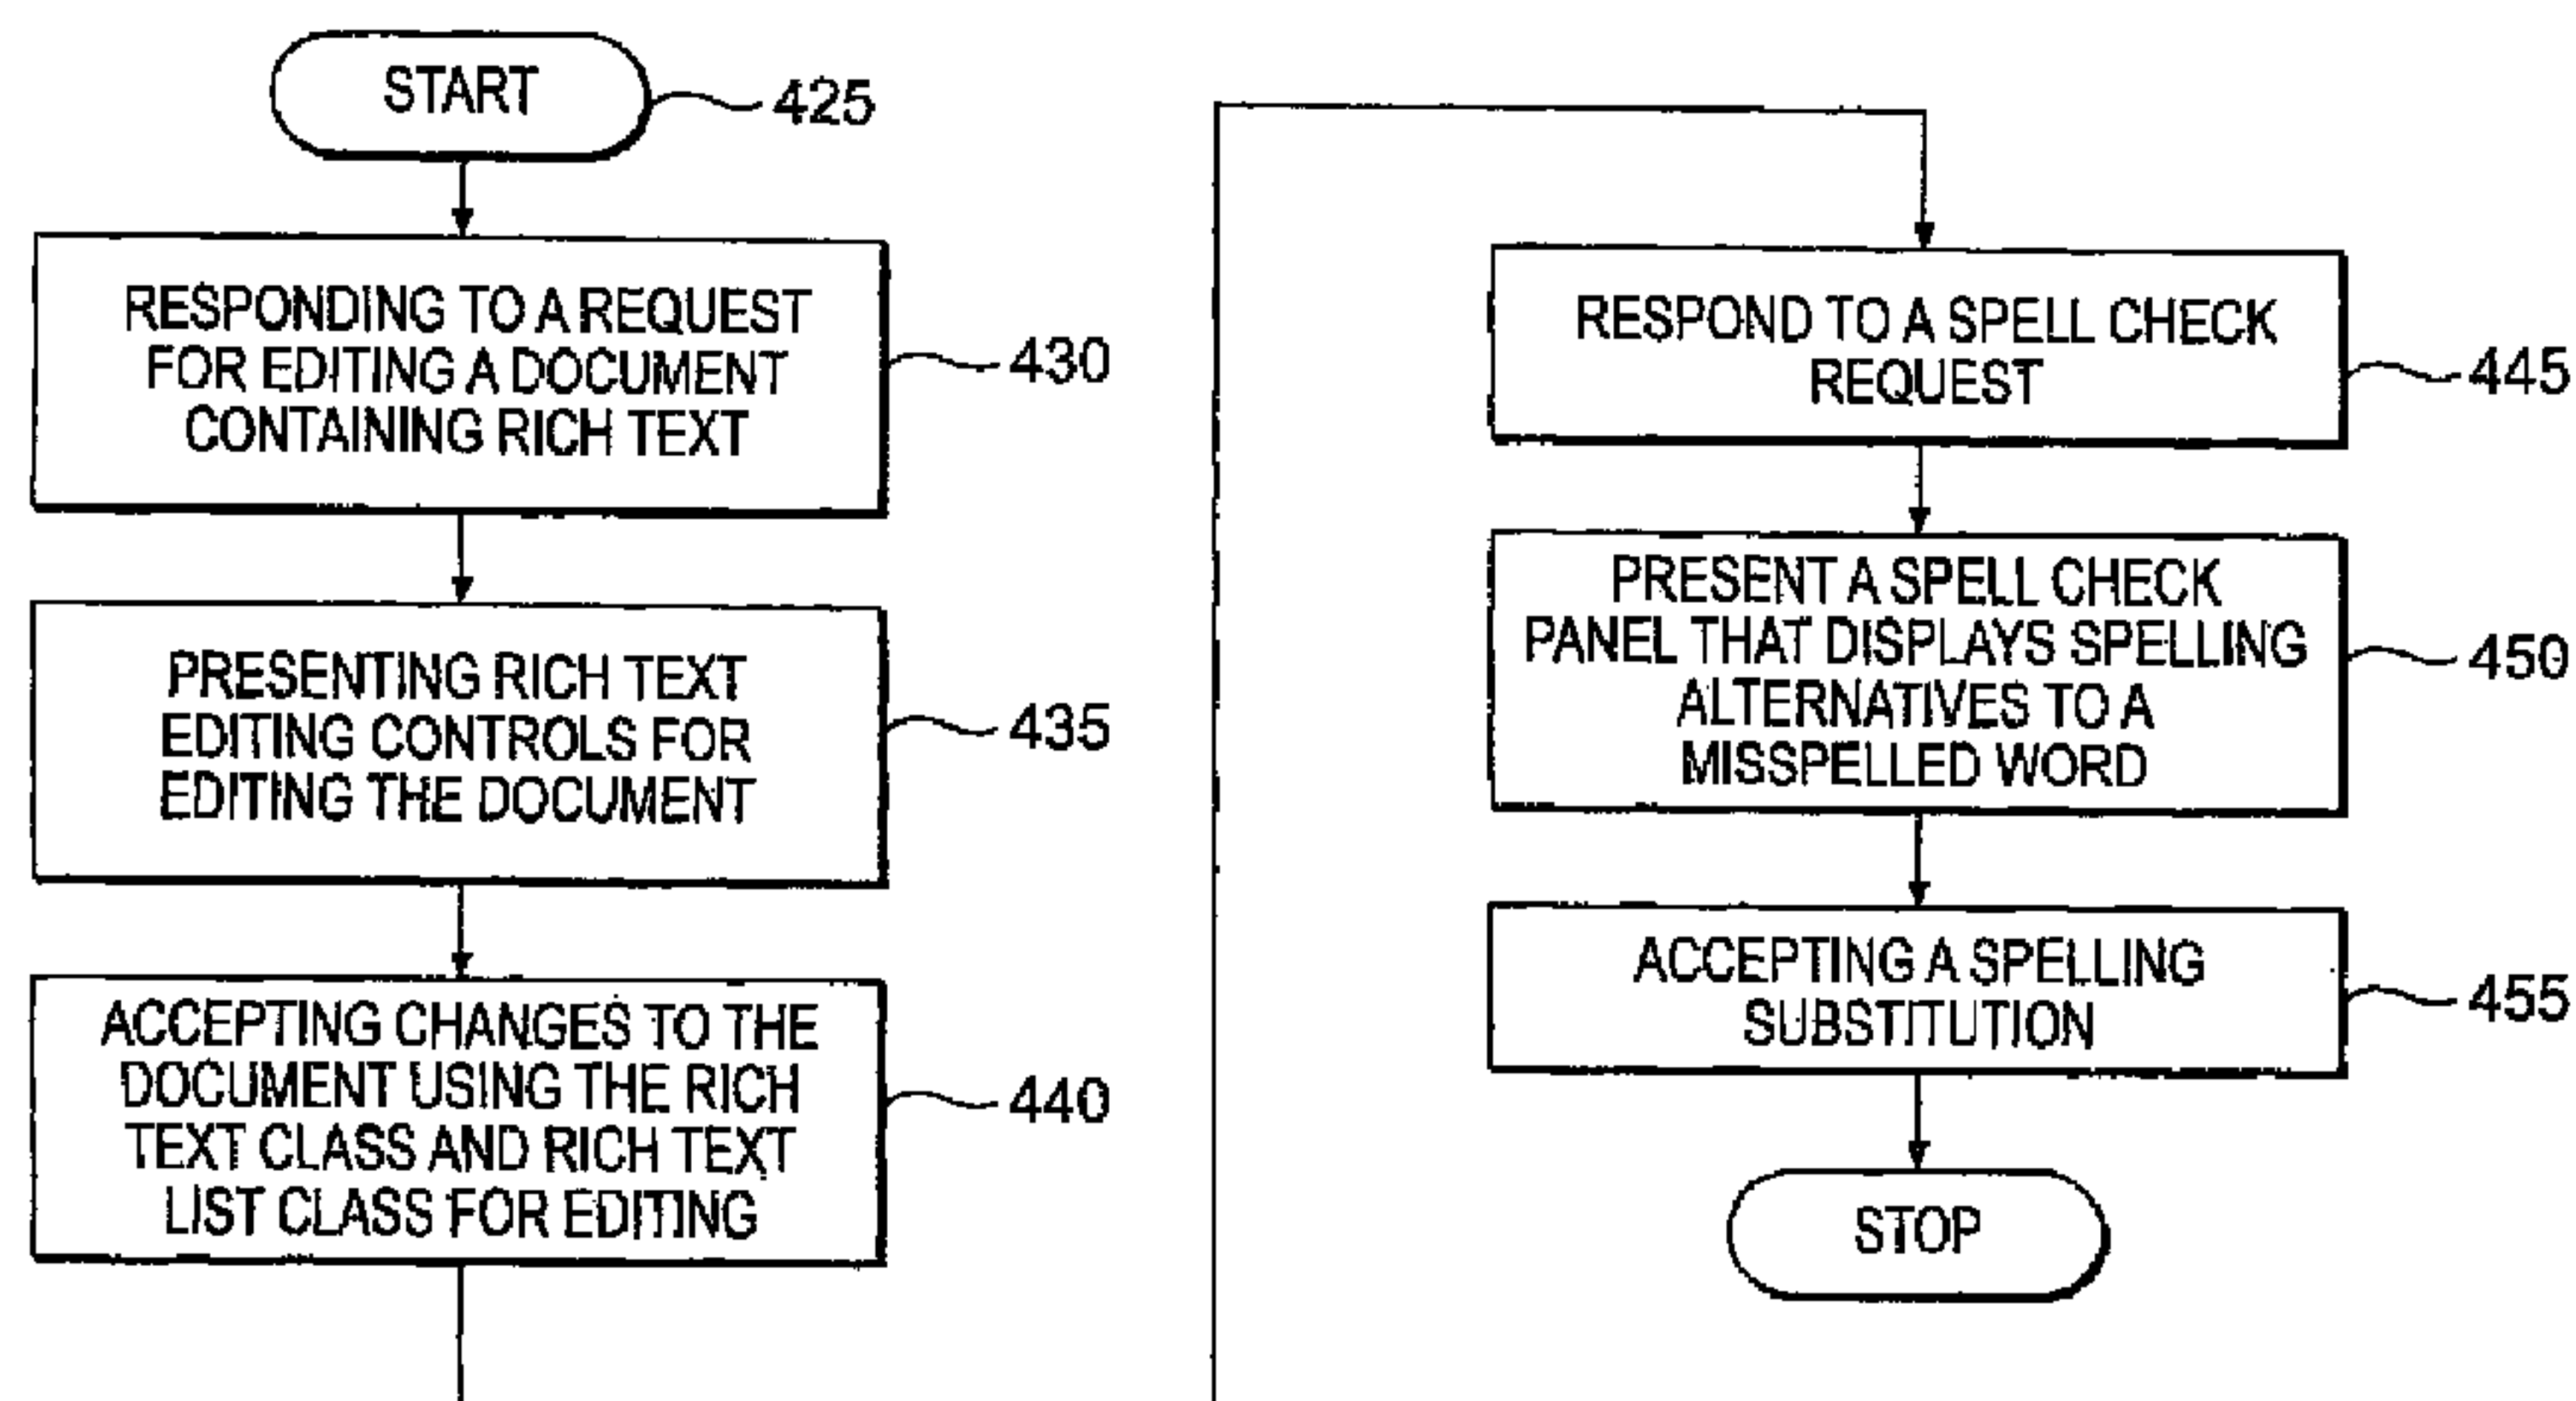 START
425
RESPONDING TO A REQUEST
FOR EDITING A DOCUMENT
CONTAINING RICH TEXT
430
PRESENTING RICH TEXT
EDITING CONTROLS FOR
EDITING THE DOCUMENT
435
ACCEPTING CHANGES TO THE
DOCUMENT USING THE RICH
TEXT CLASS AND RICH TEXT
LIST CLASS FOR EDITING
440
RESPOND TO A SPELL CHECK
REQUEST
445
PRESENT A SPELL CHECK
PANEL THAT DISPLAYS SPELLING
ALTERNATIVES TO A
MISSPELLED WORD
450
ACCEPTING A SPELLING
SUBSTITUTION
455
STOP